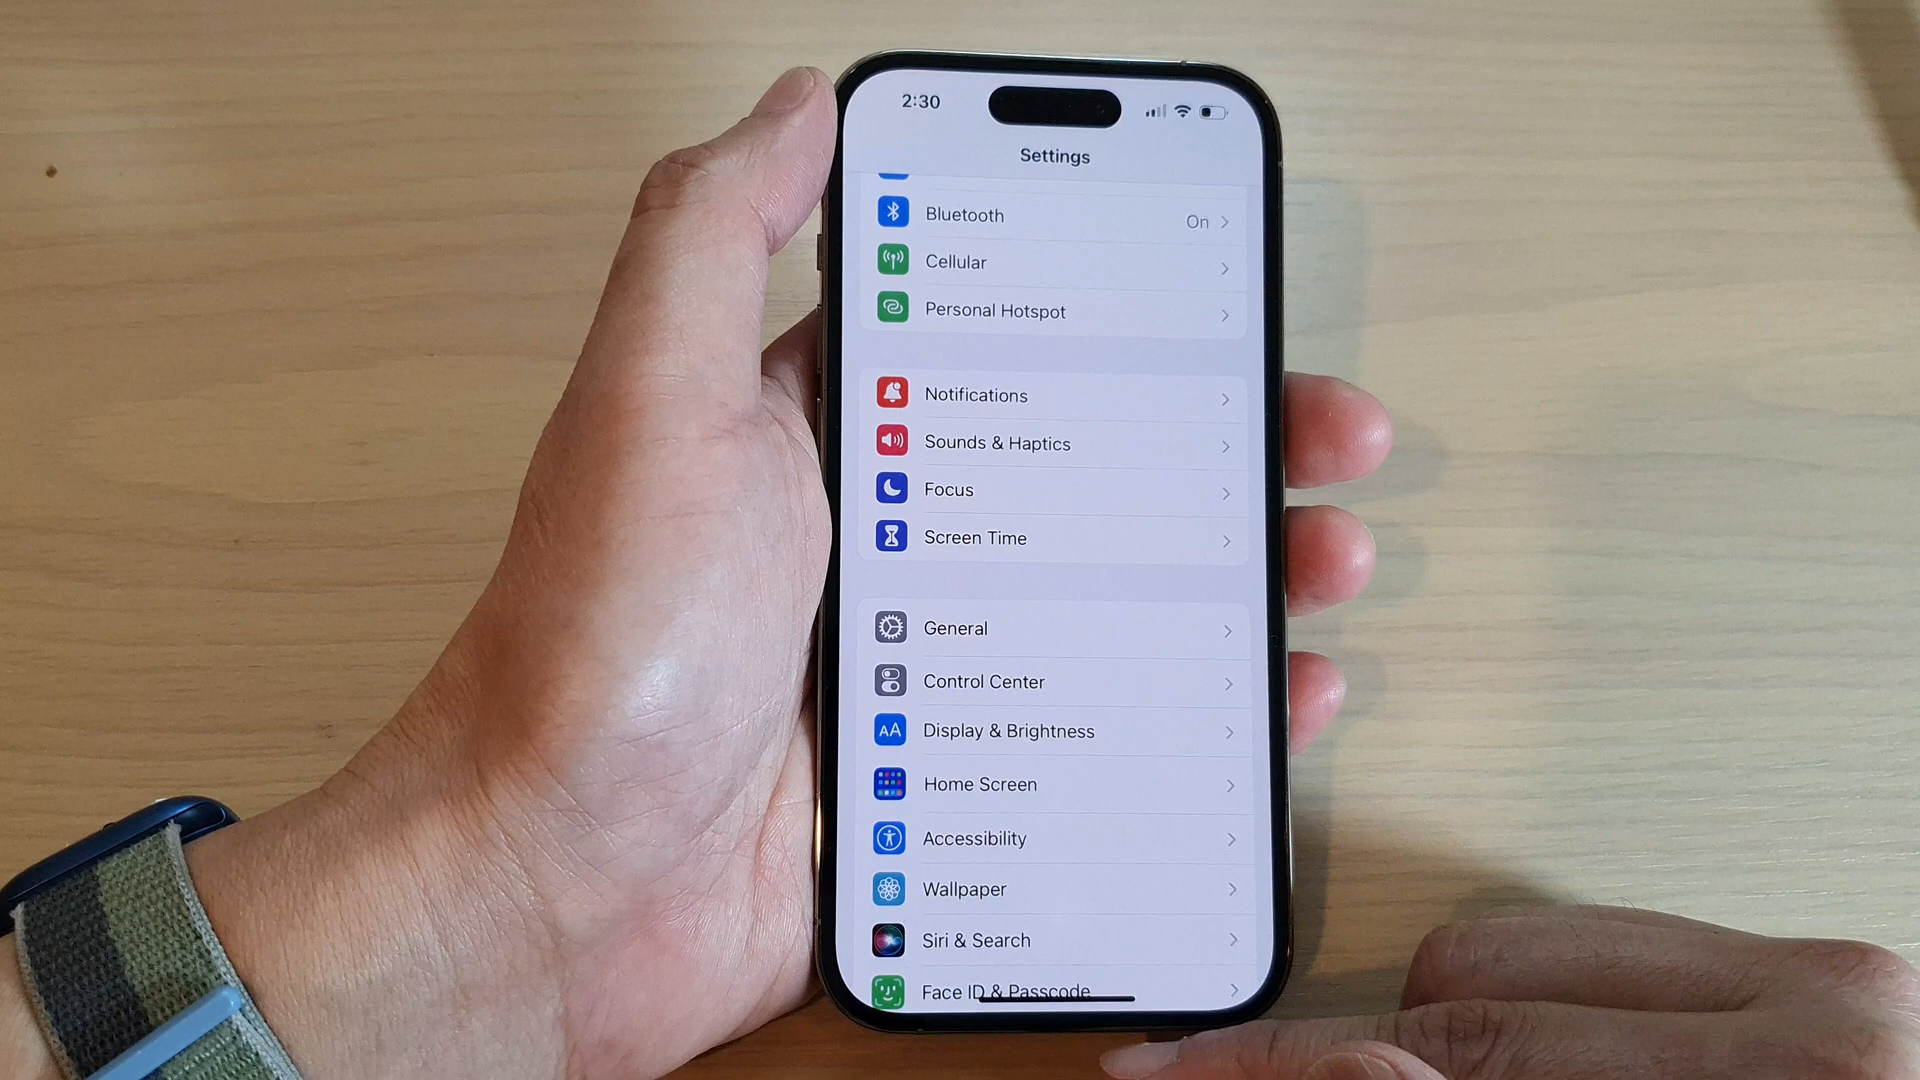 2:30
Settings
Bluetooth On
Cellular
Personal Hotspot
Notifications
Sounds & Haptics
Focus
Screen Time
General
Control Center
AA Display & Brightness
Home Screen
Accessibility
Wallpaper
Siri & Search
Face ID & Passcode